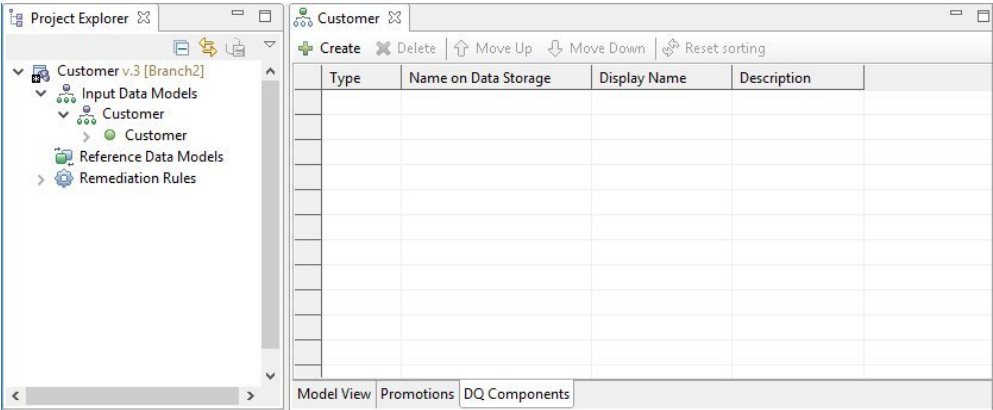 Project Explorer
Customer v.3 [Branch2]
Input Data Models
Customer
Customer
Reference Data Models
Remediation Rules
Customer
Create Delete Move Up Move Down Reset sorting
Type Name on Data Storage Display Name Description
Model View Promotions DQ Components